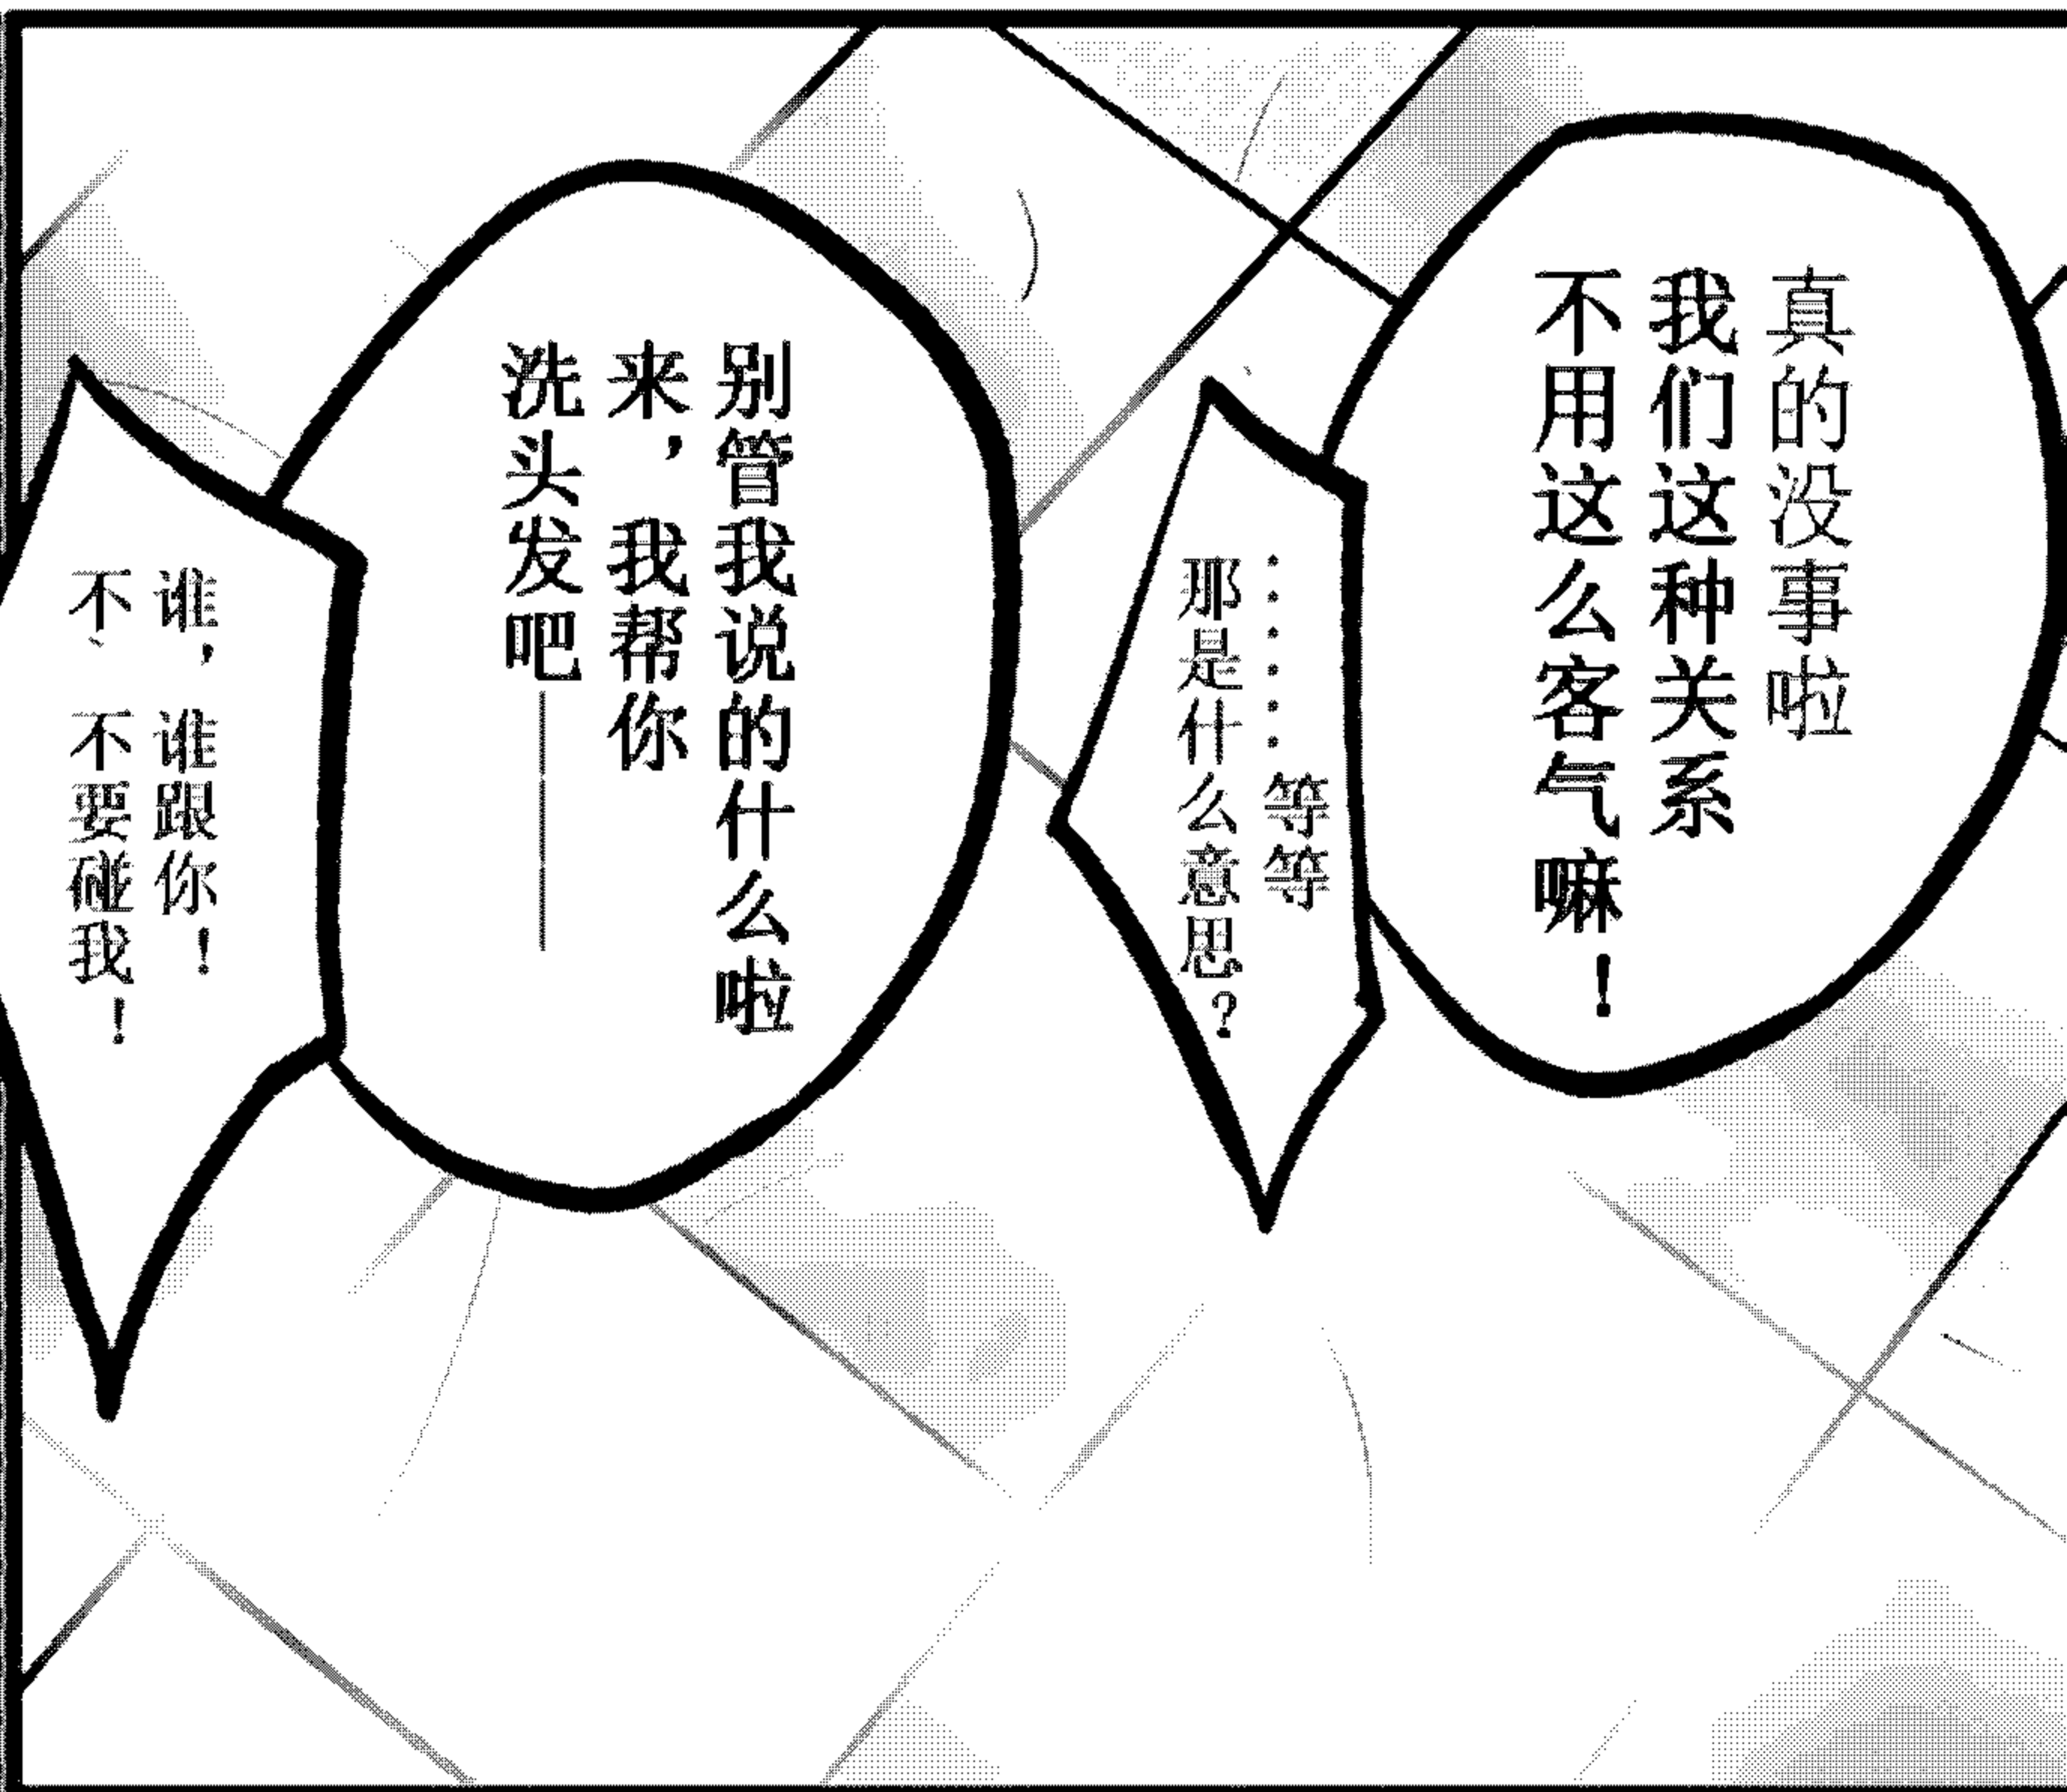 真的没事啦
我们这种关系
不用这么客气嘛！
……等等
那是什么意思？
别管我说的什么啦
来，我帮你
洗头发吧——
谁，谁跟你！
不、不要碰我！